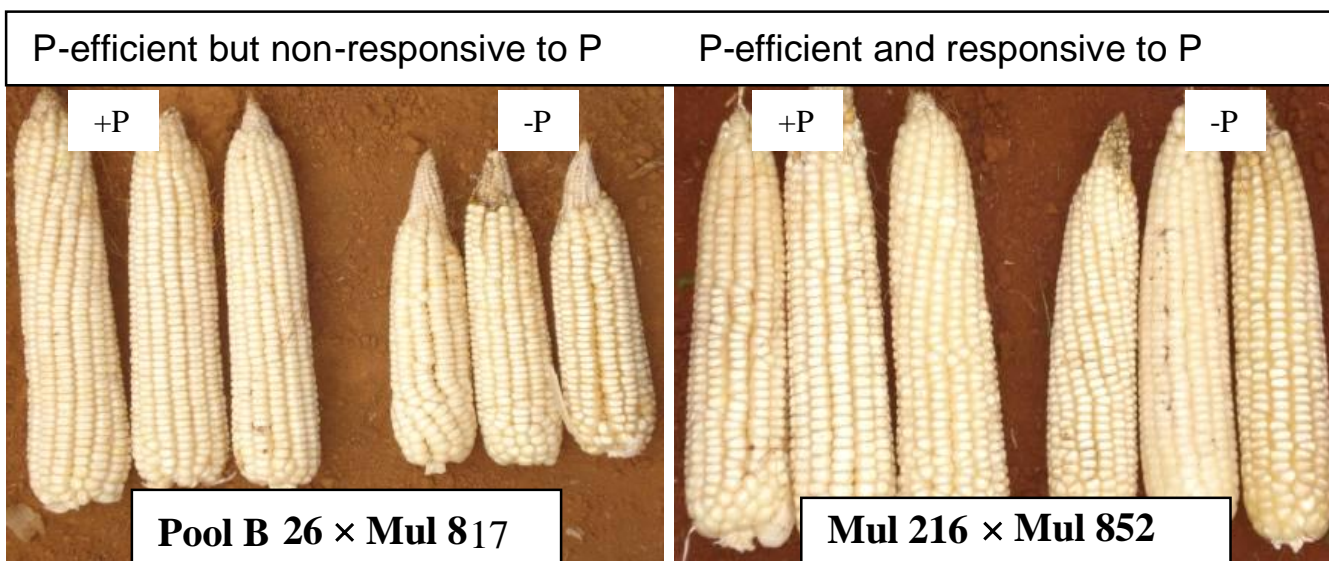 P-efficient but non-responsive to P
P-efficient and responsive to P
+P
-P
+P
-P
Pool B 26 × Mul 817
Mul 216 × Mul 852